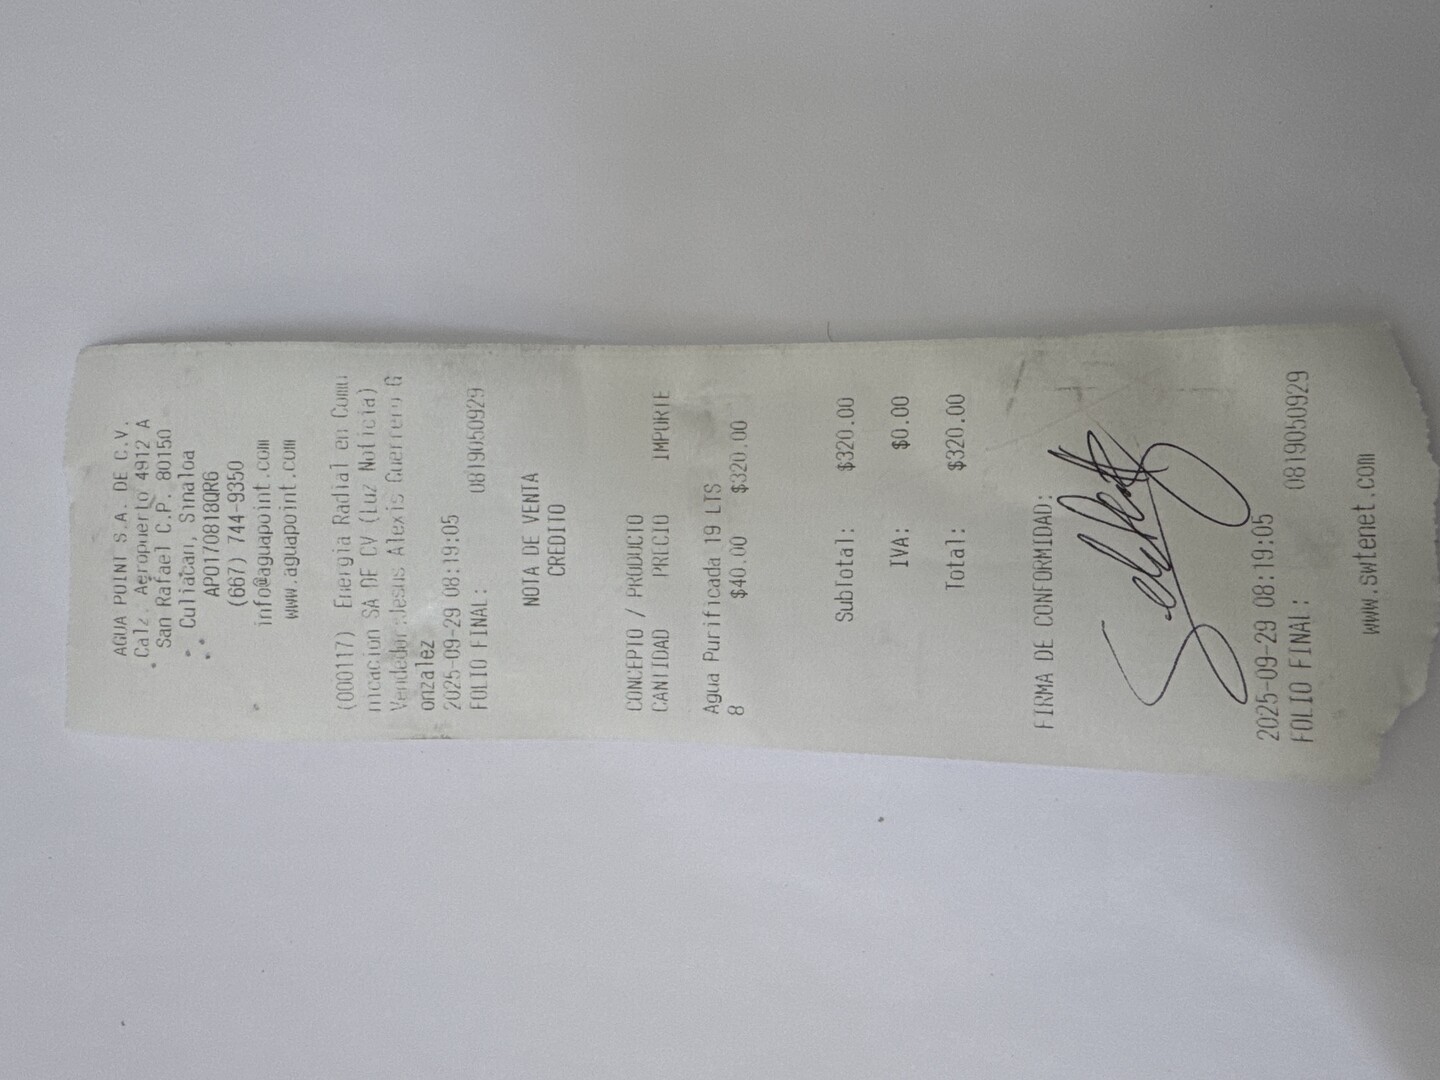 AGUA POINT S.A. DE C.V.
Calz. Aeropuerto 4912 A
San Rafael C.P. 80150
Culiacan, Sinaloa
APO170818QR6
(667) 744-9350
info@aguapoint.com
www.aguapoint.com
(000117) Energia Radial en Comu
nicacion SA DE CV (Luz Noticia)
Vendedor:Jesus Alexis Guerrero G
onzalez
2025-09-29 08:19:05
FOLIO FINAL: 0819050929
NOTA DE VENTA
CREDITO
CONCEPTO / PRODUCTO
CANTIDAD PRECIO IMPORTE
Agua Purificada 19 LTS
8 $40.00 $320.00
SubTotal: $320.00
IVA: $0.00
Total: $320.00
FIRMA DE CONFORMIDAD:
2025-09-29 08:19:05
FOLIO FINAL: 0819050929
www.swtenet.com